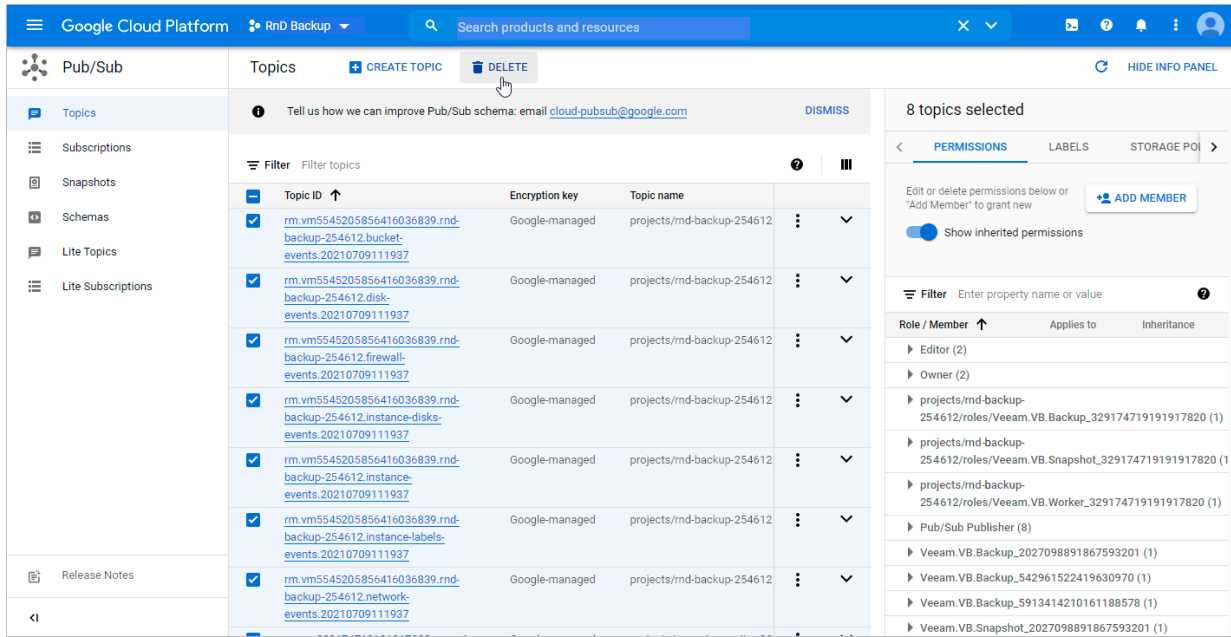 Google Cloud Platform
RnD Backup
Search products and resources
Pub/Sub
Topics
CREATE TOPIC
DELETE
HIDE INFO PANEL
Topics
Subscriptions
Snapshots
Schemas
Lite Topics
Lite Subscriptions
Release Notes
Tell us how we can improve Pub/Sub schema: email cloud-pubsub@google.com
DISMISS
Filter Filter topics
Topic ID Encryption key Topic name
rm.vm5545205856416036839.rnd-
backup-254612.bucket-
events.20210709111937
Google-managed
projects/rnd-backup-254612
rm.vm5545205856416036839.rnd-
backup-254612.disk-
events.20210709111937
Google-managed
projects/rnd-backup-254612
rm.vm5545205856416036839.rnd-
backup-254612.firewall-
events.20210709111937
Google-managed
projects/rnd-backup-254612
rm.vm5545205856416036839.rnd-
backup-254612.instance-disks-
events.20210709111937
Google-managed
projects/rnd-backup-254612
rm.vm5545205856416036839.rnd-
backup-254612.instance-
events.20210709111937
Google-managed
projects/rnd-backup-254612
rm.vm5545205856416036839.rnd-
backup-254612.instance-labels-
events.20210709111937
Google-managed
projects/rnd-backup-254612
rm.vm5545205856416036839.rnd-
backup-254612.network-
events.20210709111937
Google-managed
projects/rnd-backup-254612
8 topics selected
PERMISSIONS
LABELS
STORAGE POI
Edit or delete permissions below or
"Add Member" to grant new
ADD MEMBER
Show inherited permissions
Filter Enter property name or value
Role / Member Applies to Inheritance
Editor (2)
Owner (2)
projects/rnd-backup-
254612/roles/Veeam.VB.Backup_329174719191917820 (1)
projects/rnd-backup-
254612/roles/Veeam.VB.Snapshot_329174719191917820 (1
projects/rnd-backup-
254612/roles/Veeam.VB.Worker_329174719191917820 (1)
Pub/Sub Publisher (8)
Veeam.VB.Backup_2027098891867593201 (1)
Veeam.VB.Backup_542961522419630970 (1)
Veeam.VB.Backup_5913414210161188578 (1)
Veeam.VB.Snapshot_2027098891867593201 (1)